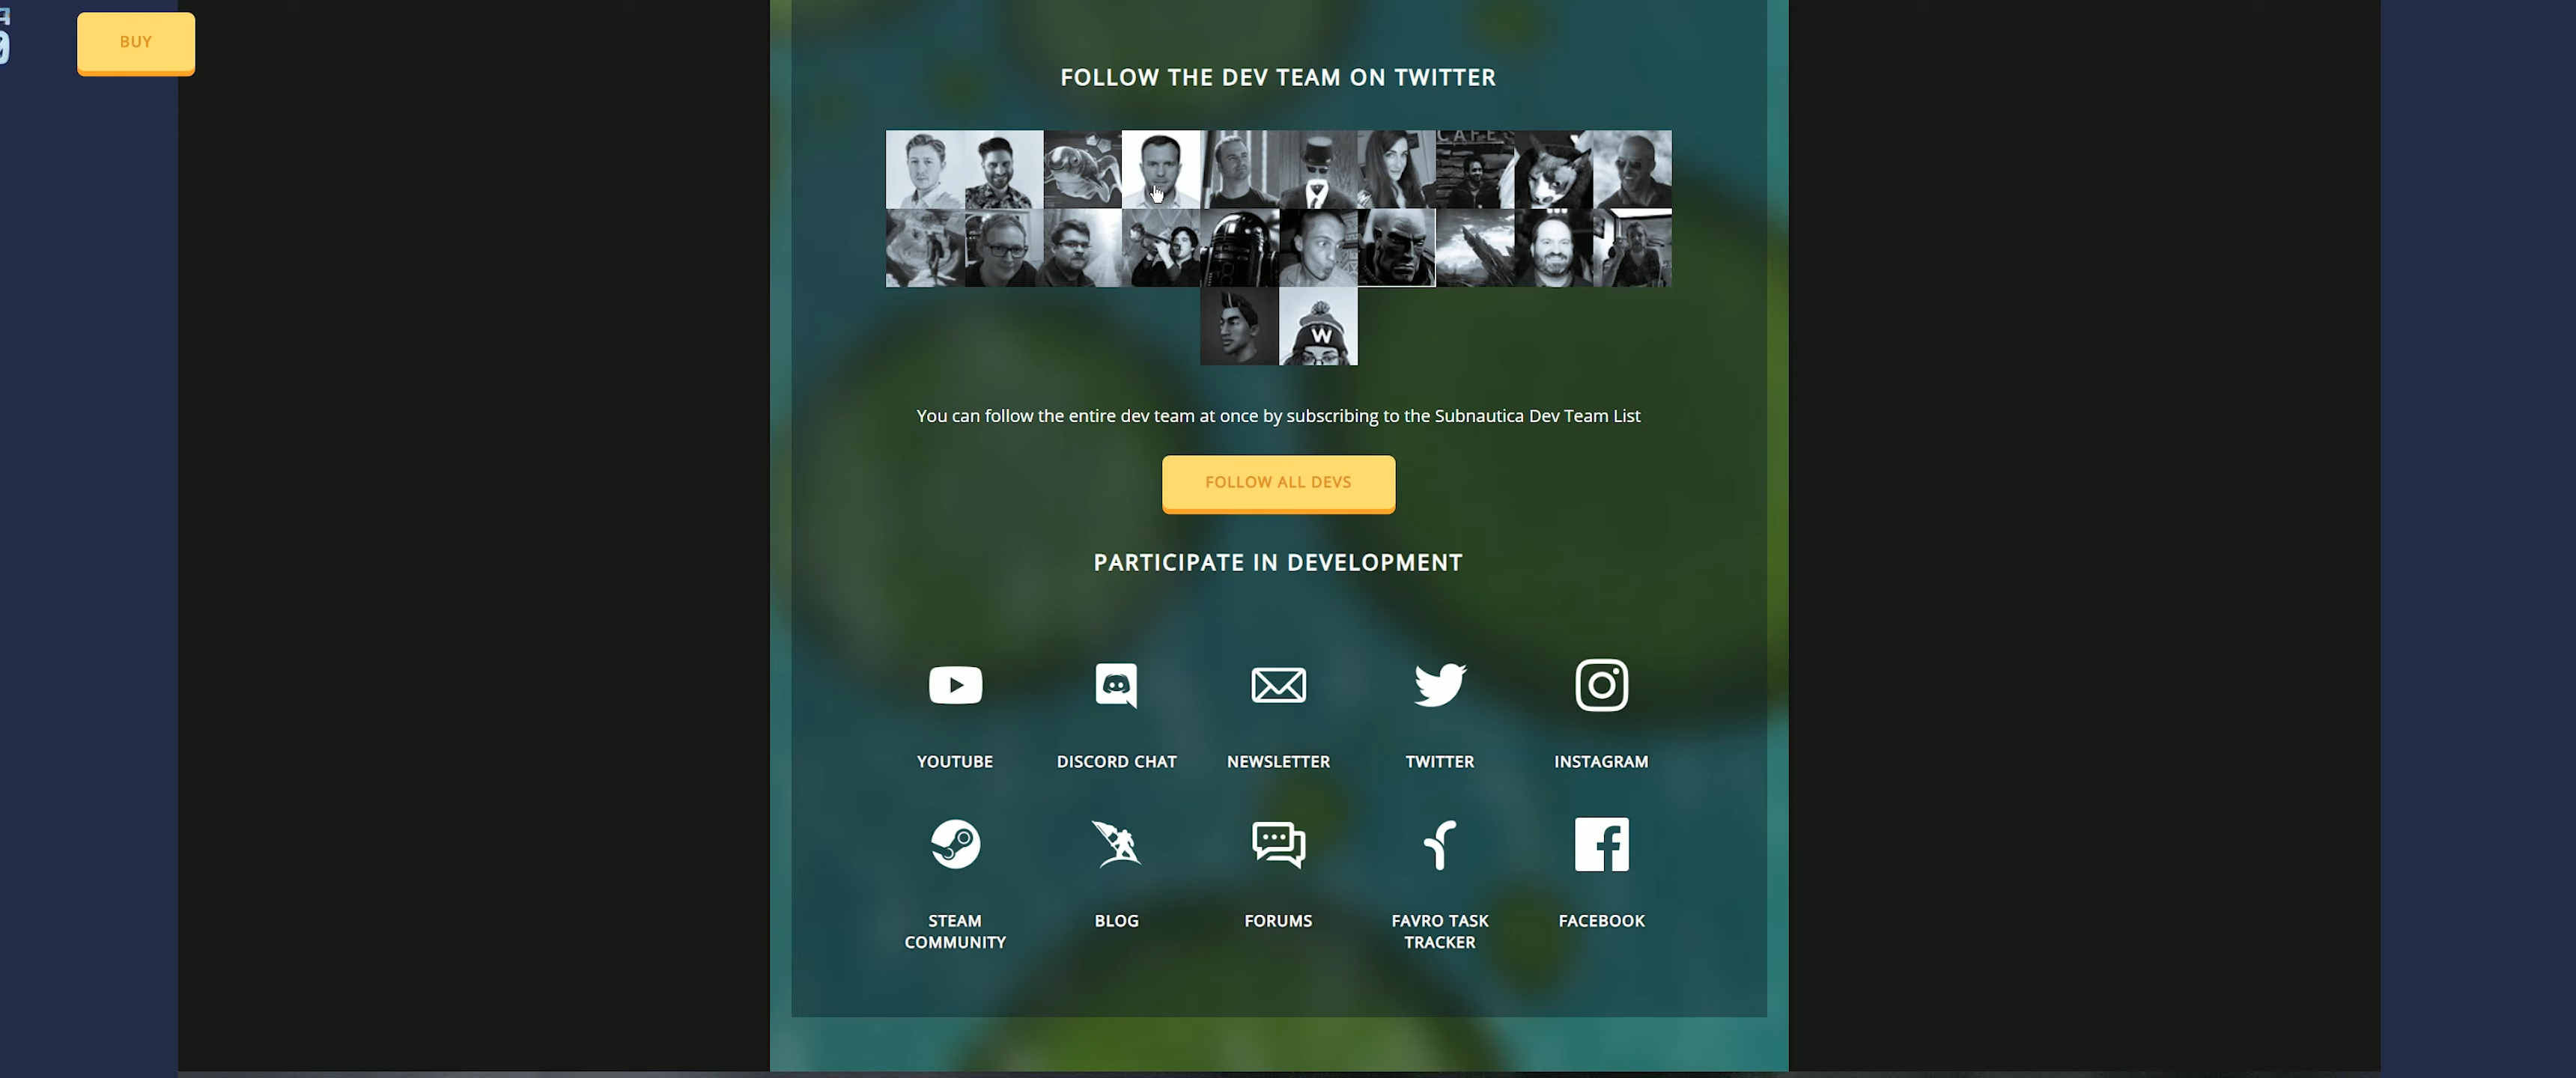 BUY
FOLLOW THE DEV TEAM ON TWITTER
CAFE
W
You can follow the entire dev team at once by subscribing to the Subnautica Dev Team List
FOLLOW ALL DEVS
PARTICIPATE IN DEVELOPMENT
YOUTUBE
DISCORD CHAT
NEWSLETTER
TWITTER
INSTAGRAM
STEAM
COMMUNITY
BLOG
FORUMS
FAVRO TASK
TRACKER
FACEBOOK